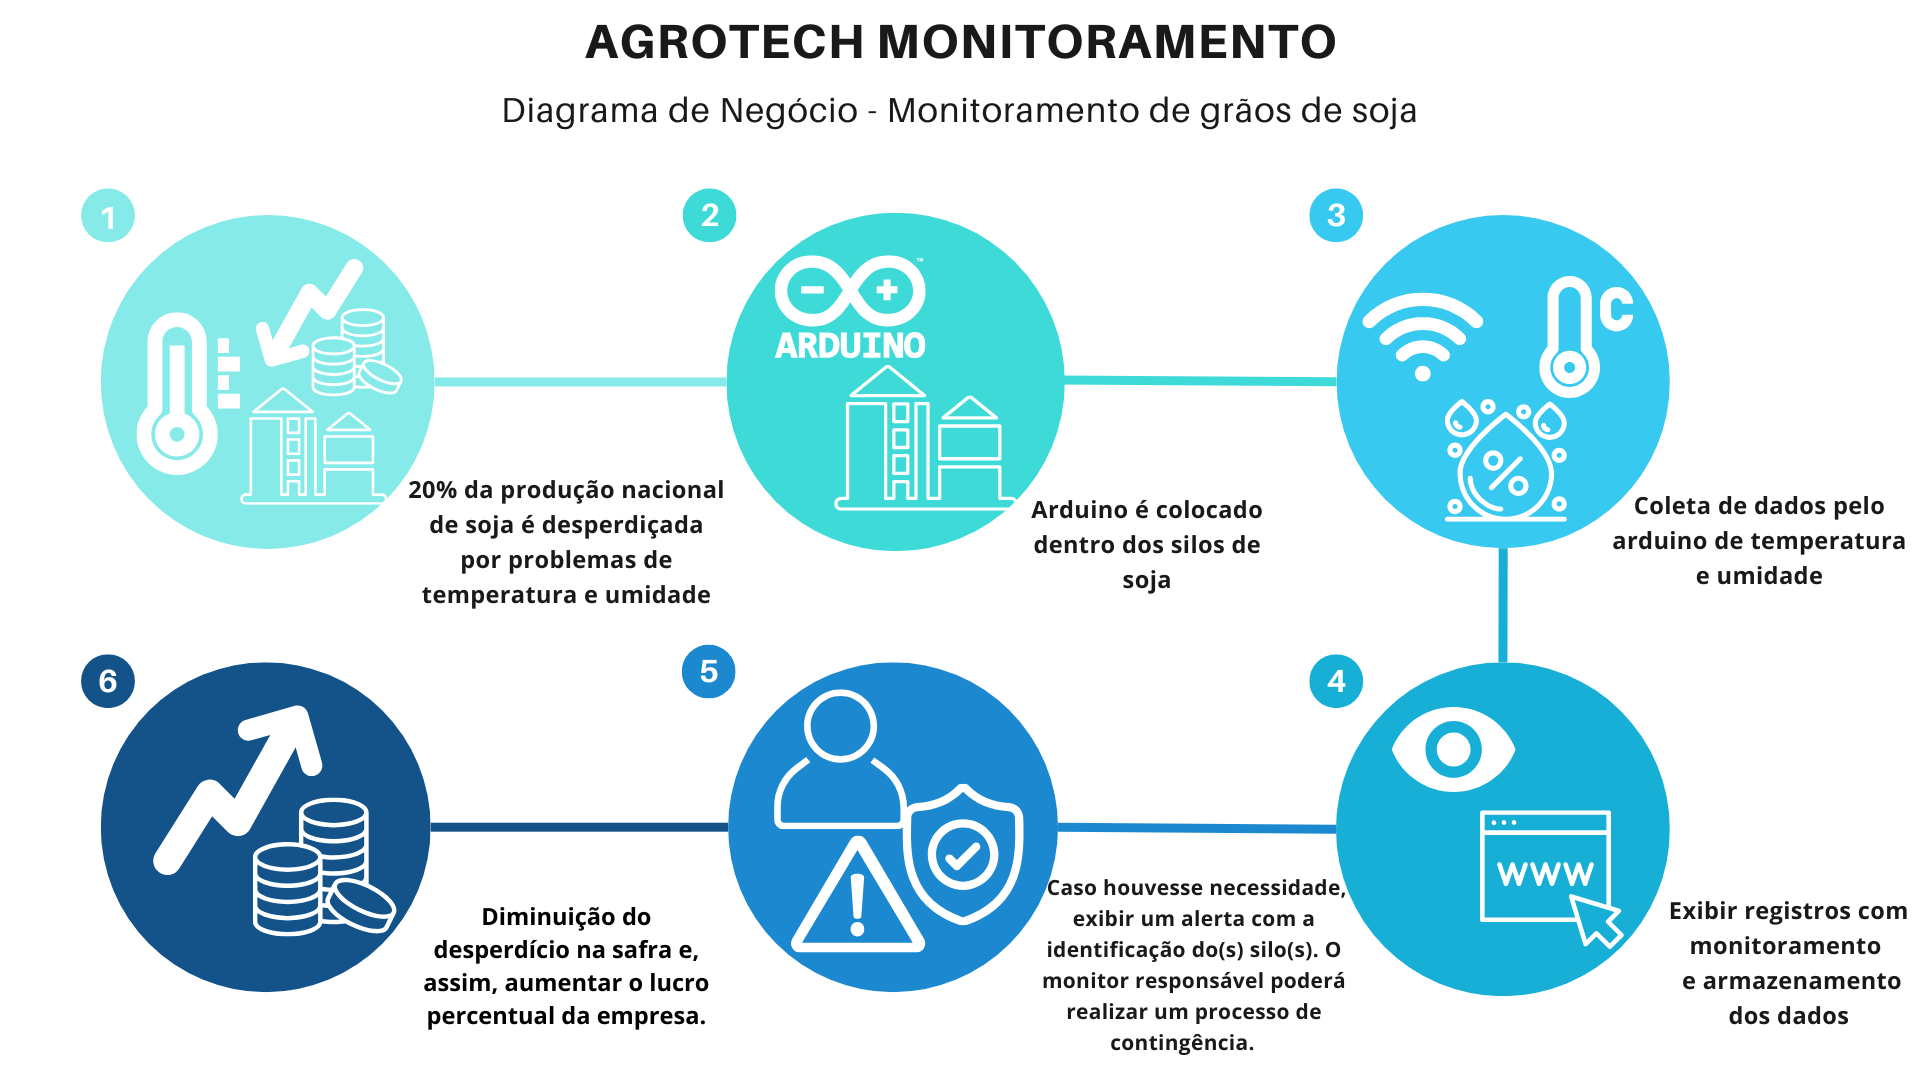 AGROTECH MONITORAMENTO
Diagrama de Negócio - Monitoramento de grãos de soja
1
20% da produção nacional
de soja é desperdiçada
por problemas de
temperatura e umidade
2
ARDUINO
™
Arduino é colocado
dentro dos silos de
soja
3
C
%
Coleta de dados pelo
arduino de temperatura
e umidade
4
WWW
Exibir registros com
monitoramento
e armazenamento
dos dados
5
Caso houvesse necessidade,
exibir um alerta com a
identificação do(s) silo(s). O
monitor responsável poderá
realizar um processo de
contingência.
6
Diminuição do
desperdício na safra e,
assim, aumentar o lucro
percentual da empresa.